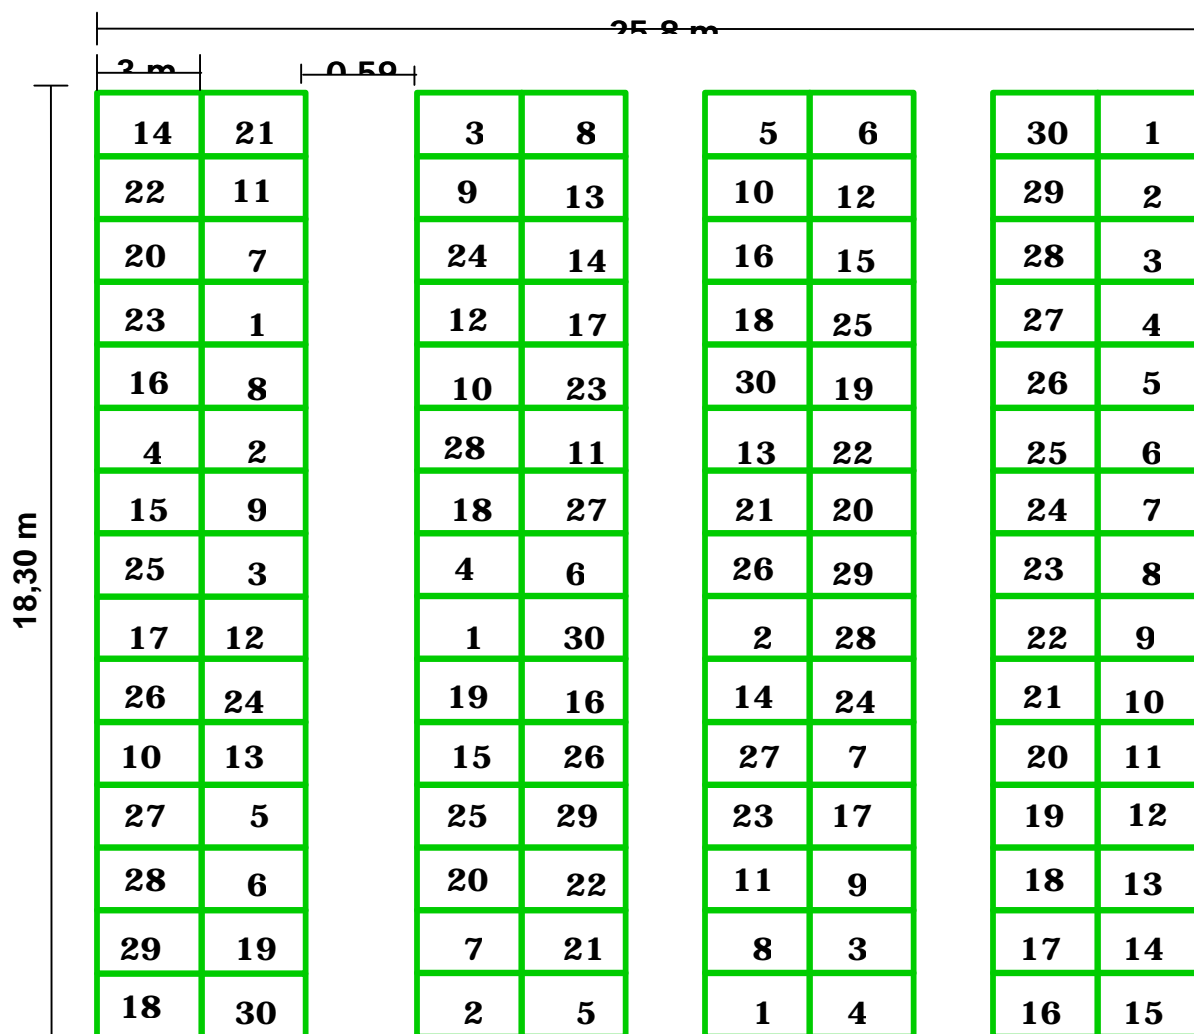 25,8 m
3 m 0,59
14 21 3 8 5 6 30 1
22 11 9 13 10 12 29 2
20 7 24 14 16 15 28 3
23 1 12 17 18 25 27 4
16 8 10 23 30 19 26 5
4 2 28 11 13 22 25 6
15 9 18 27 21 20 24 7
25 3 4 6 26 29 23 8
18,30 m
17 12 1 30 2 28 22 9
26 24 19 16 14 24 21 10
10 13 15 26 27 7 20 11
27 5 25 29 23 17 19 12
28 6 20 22 11 9 18 13
29 19 7 21 8 3 17 14
18 30 2 5 1 4 16 15